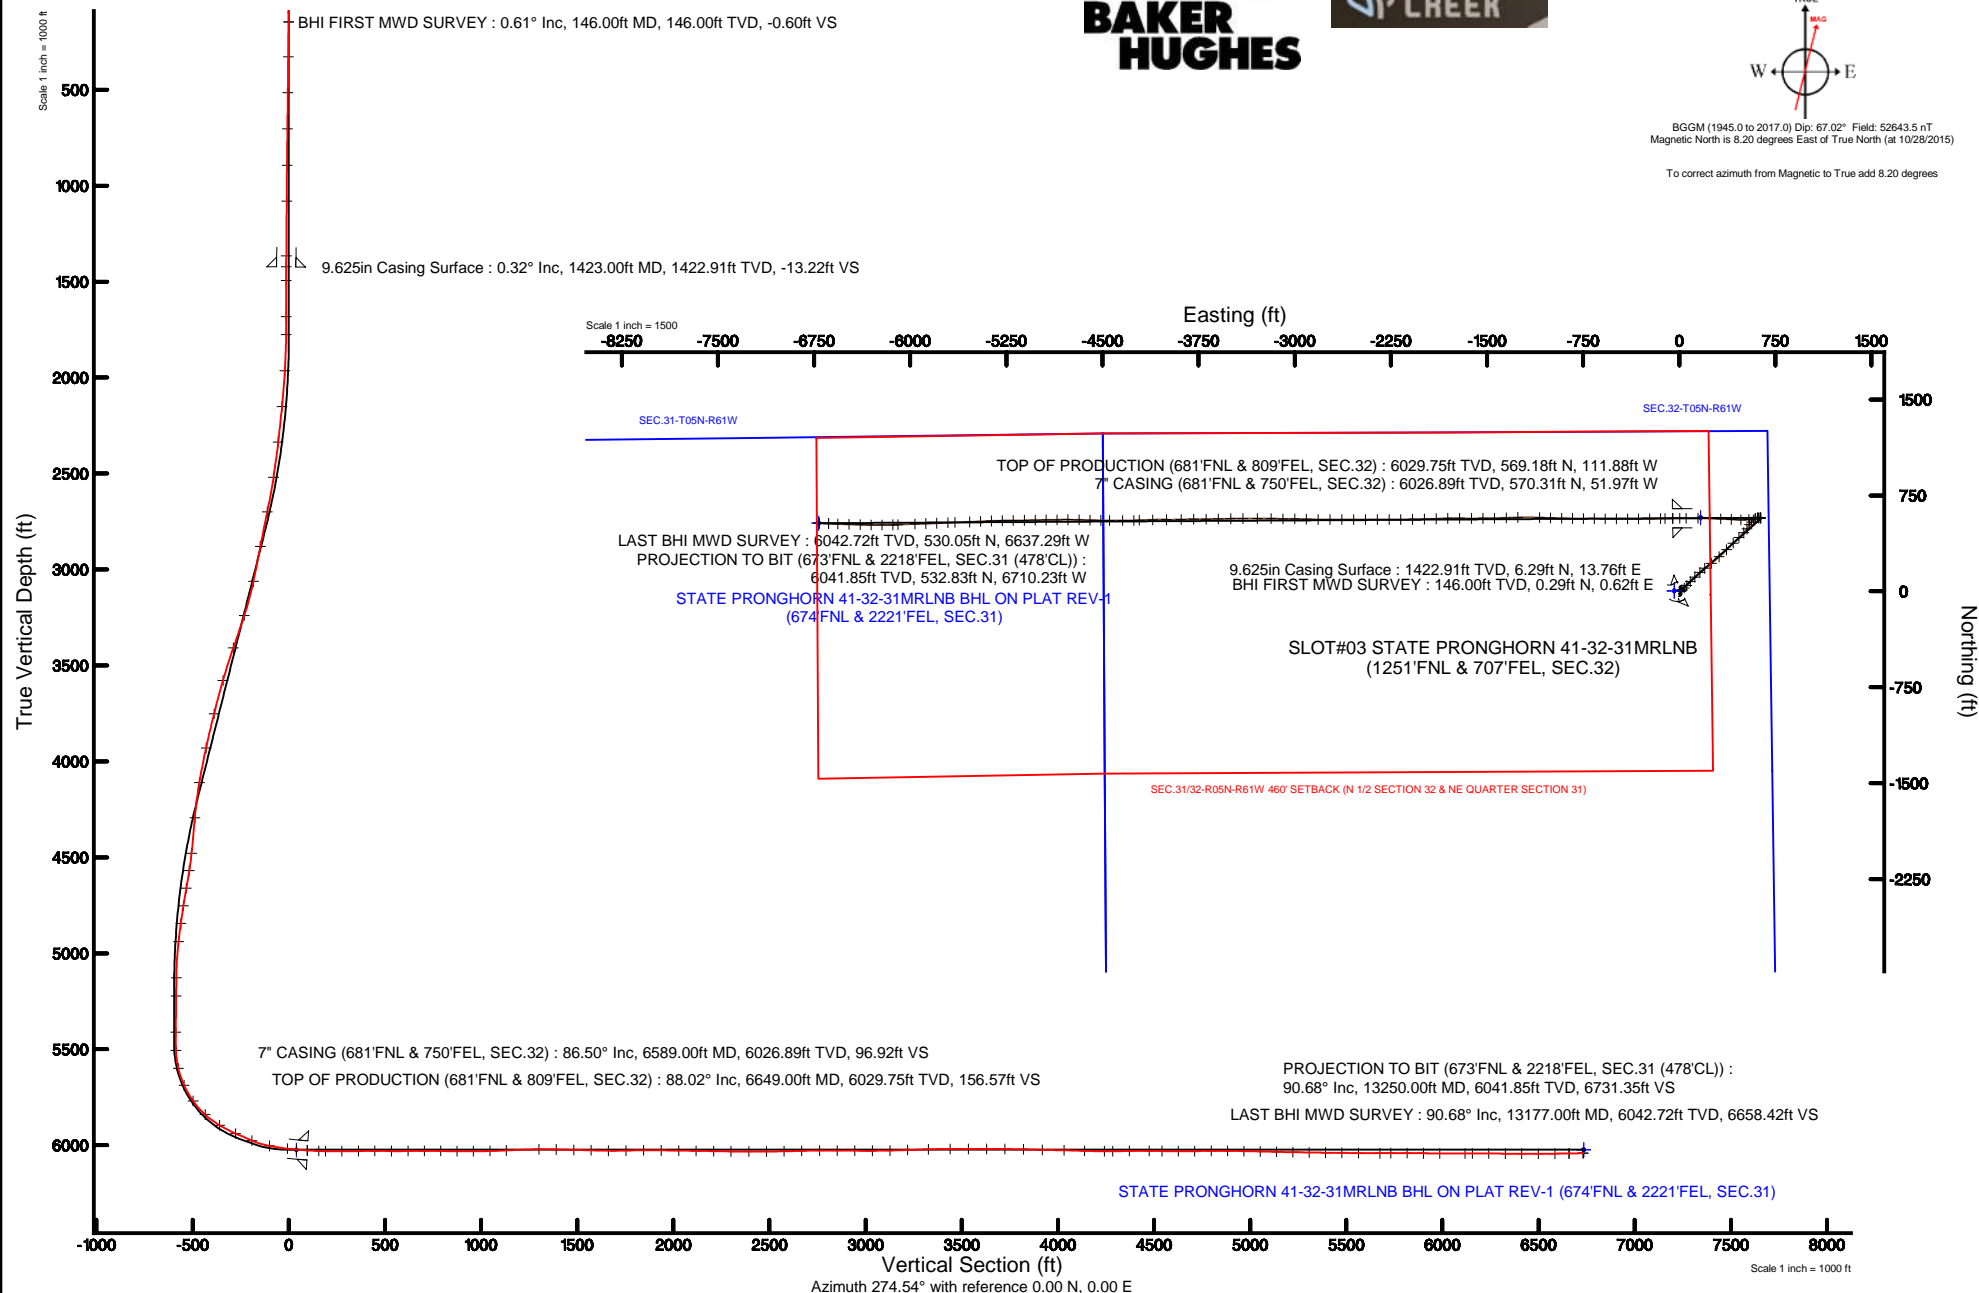 Scale 1 inch = 1000 ft
BHI FIRST MWD SURVEY : 0.61° Inc, 146.00ft MD, 146.00ft TVD, -0.60ft VS
BAKER
HUGHES
CREEK
TRUE
MAG
W
E
BGGM (1945.0 to 2017.0) Dip: 67.02° Field: 52643.5 nT
Magnetic North is 8.20 degrees East of True North (at 10/28/2015)
To correct azimuth from Magnetic to True add 8.20 degrees
500
1000
1500
2000
2500
3000
3500
4000
4500
5000
5500
6000
True Vertical Depth (ft)
9.625in Casing Surface : 0.32° Inc, 1423.00ft MD, 1422.91ft TVD, -13.22ft VS
Easting (ft)
Scale 1 inch = 1500
-8250 -7500 -6750 -6000 -5250 -4500 -3750 -3000 -2250 -1500 -750 0 750 1500
SEC.31-T05N-R61W
SEC.32-T05N-R61W
TOP OF PRODUCTION (681'FNL & 809'FEL, SEC.32) : 6029.75ft TVD, 569.18ft N, 111.88ft W
7" CASING (681'FNL & 750'FEL, SEC.32) : 6026.89ft TVD, 570.31ft N, 51.97ft W
LAST BHI MWD SURVEY : 6042.72ft TVD, 530.05ft N, 6637.29ft W
PROJECTION TO BIT (673'FNL & 2218'FEL, SEC.31 (478'CL)) :
6041.85ft TVD, 532.83ft N, 6710.23ft W
STATE PRONGHORN 41-32-31MRLNB BHL ON PLAT REV-1
(674'FNL & 2221'FEL, SEC.31)
9.625in Casing Surface : 1422.91ft TVD, 6.29ft N, 13.76ft E
BHI FIRST MWD SURVEY : 146.00ft TVD, 0.29ft N, 0.62ft E
SLOT#03 STATE PRONGHORN 41-32-31MRLNB
(1251'FNL & 707'FEL, SEC.32)
SEC.31/32-R05N-R61W 460' SETBACK (N 1/2 SECTION 32 & NE QUARTER SECTION 31)
1500
750
0
-750
-1500
-2250
Northing (ft)
7" CASING (681'FNL & 750'FEL, SEC.32) : 86.50° Inc, 6589.00ft MD, 6026.89ft TVD, 96.92ft VS
TOP OF PRODUCTION (681'FNL & 809'FEL, SEC.32) : 88.02° Inc, 6649.00ft MD, 6029.75ft TVD, 156.57ft VS
PROJECTION TO BIT (673'FNL & 2218'FEL, SEC.31 (478'CL)) :
90.68° Inc, 13250.00ft MD, 6041.85ft TVD, 6731.35ft VS
LAST BHI MWD SURVEY : 90.68° Inc, 13177.00ft MD, 6042.72ft TVD, 6658.42ft VS
STATE PRONGHORN 41-32-31MRLNB BHL ON PLAT REV-1 (674'FNL & 2221'FEL, SEC.31)
-1000 -500 0 500 1000 1500 2000 2500 3000 3500 4000 4500 5000 5500 6000 6500 7000 7500 8000
Vertical Section (ft)
Scale 1 inch = 1000 ft
Azimuth 274.54° with reference 0.00 N, 0.00 E